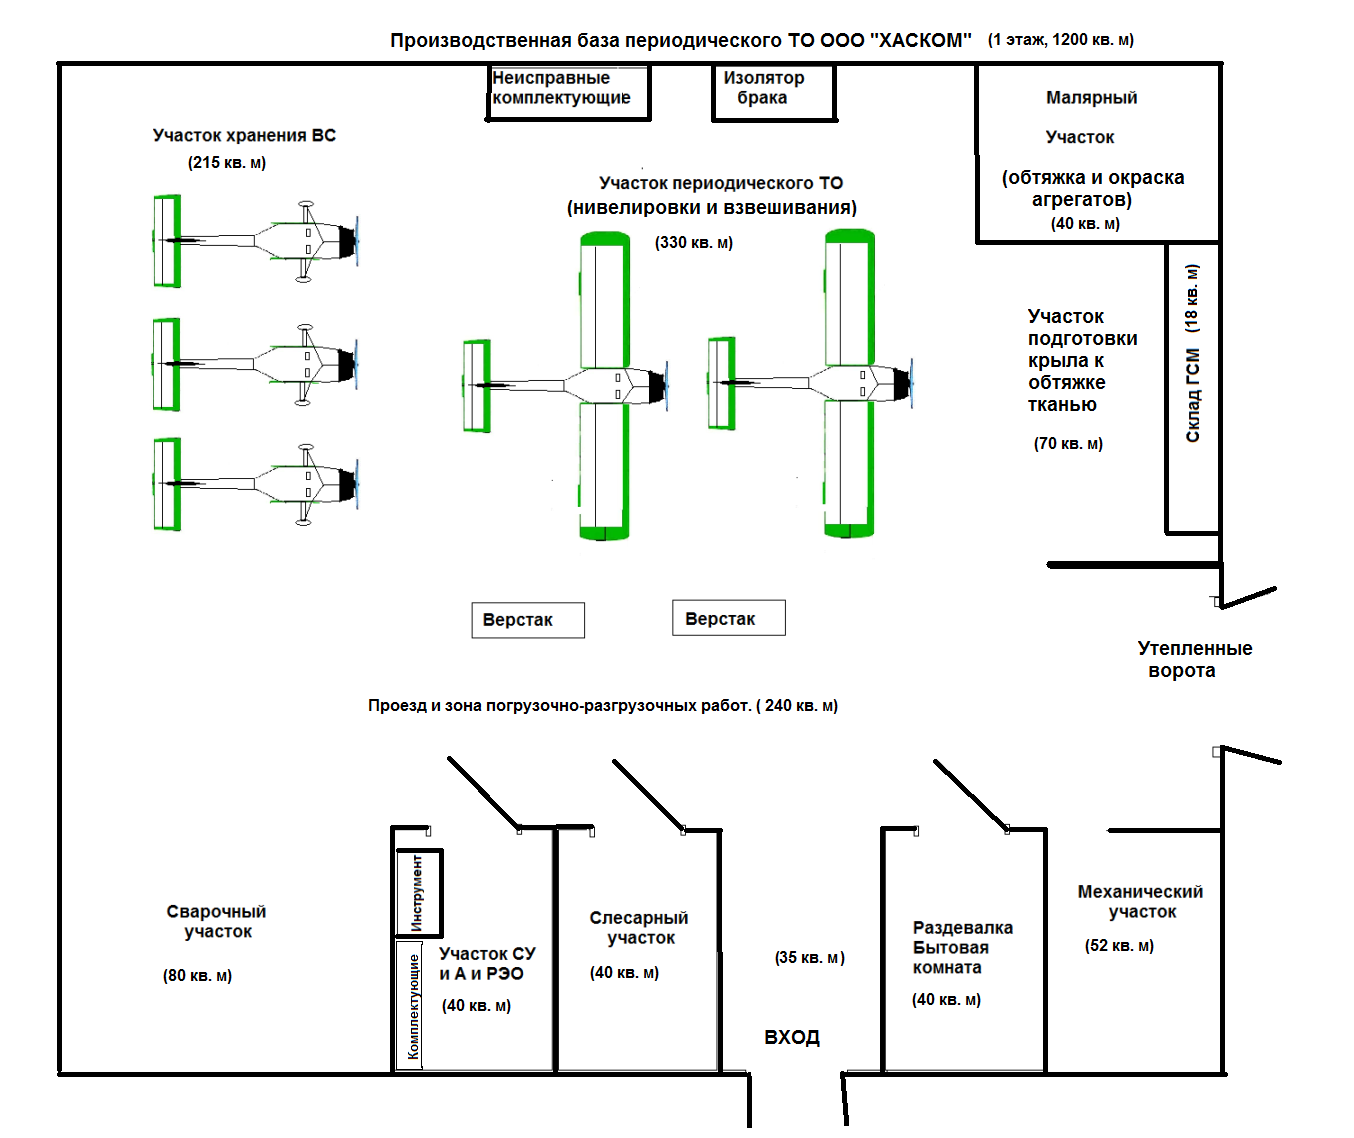 Производственная база периодического ТО ООО "ХАСКОМ" (1 этаж, 1200 кв. м)
Неисправные
комплектующие
Изолятор
брака
Малярный
Участок
(обтяжка и окраска
агрегатов)
(40 кв. м)
Участок хранения ВС
(215 кв. м)
Участок периодического ТО
(нивелировки и взвешивания)
(330 кв. м)
Участок
подготовки
крыла к
обтяжке
тканью
(70 кв. м)
Склад ГСМ (18 кв. м)
Верстак
Верстак
Утепленные
ворота
Проезд и зона погрузочно-разгрузочных работ. ( 240 кв. м)
Сварочный
участок
(80 кв. м)
Инструмент
Комплектующие
Участок СУ
и А и РЭО
(40 кв. м)
Слесарный
участок
(40 кв. м)
(35 кв. м)
ВХОД
Раздевалка
Бытовая
комната
(40 кв. м)
Механический
участок
(52 кв. м)